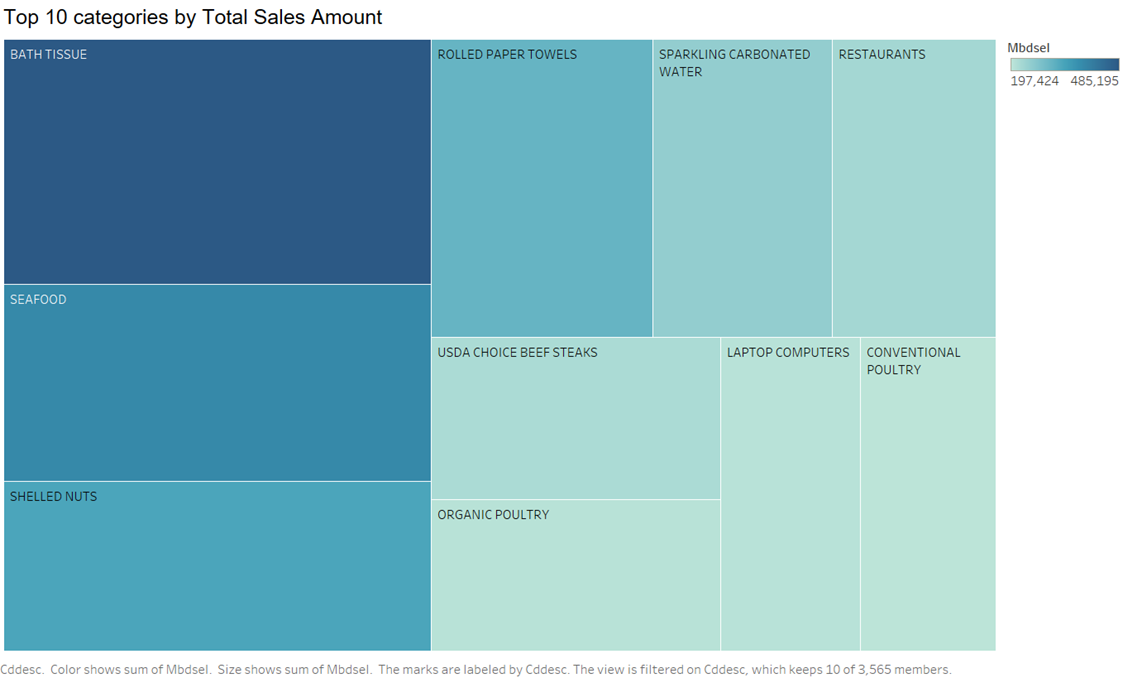 Top 10 categories by Total Sales Amount
BATH TISSUE
SEAFOOD
SHELLED NUTS
ROLLED PAPER TOWELS
SPARKLING CARBONATED
WATER
RESTAURANTS
USDA CHOICE BEEF STEAKS
ORGANIC POULTRY
LAPTOP COMPUTERS
CONVENTIONAL
POULTRY
Mbdsel
197,424 485,195
Cddesc. Color shows sum of Mbdsel. Size shows sum of Mbdsel. The marks are labeled by Cddesc. The view is filtered on Cddesc, which keeps 10 of 3,565 members.